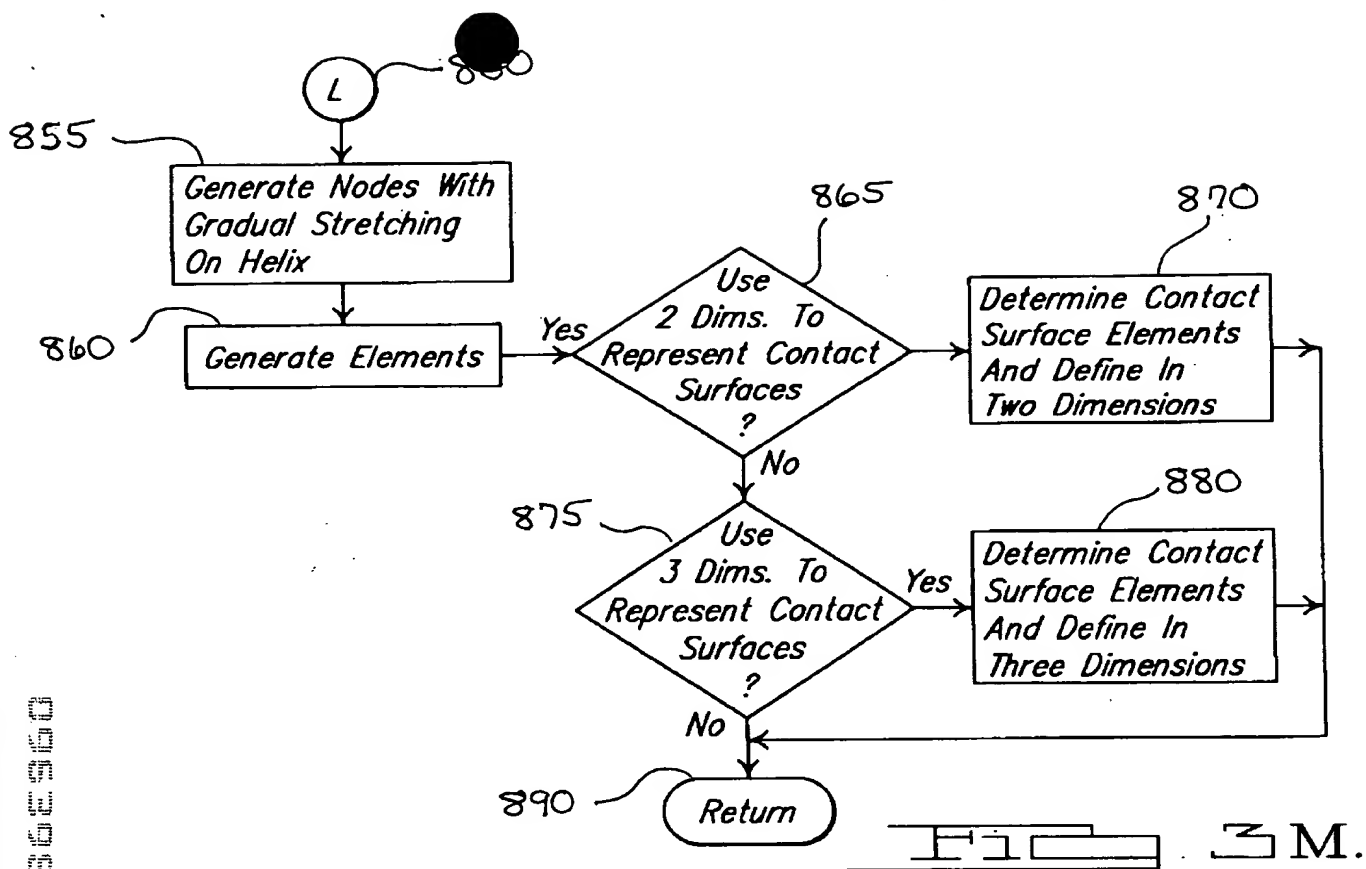 L
855
Generate Nodes With
Gradual Stretching
On Helix
860
Generate Elements
Yes
865
Use
2 Dims. To
Represent Contact
Surfaces
?
870
Determine Contact
Surface Elements
And Define In
Two Dimensions
No
875
Use
3 Dims. To
Represent Contact
Surfaces
?
Yes
880
Determine Contact
Surface Elements
And Define In
Three Dimensions
No
890
Return
3 M.